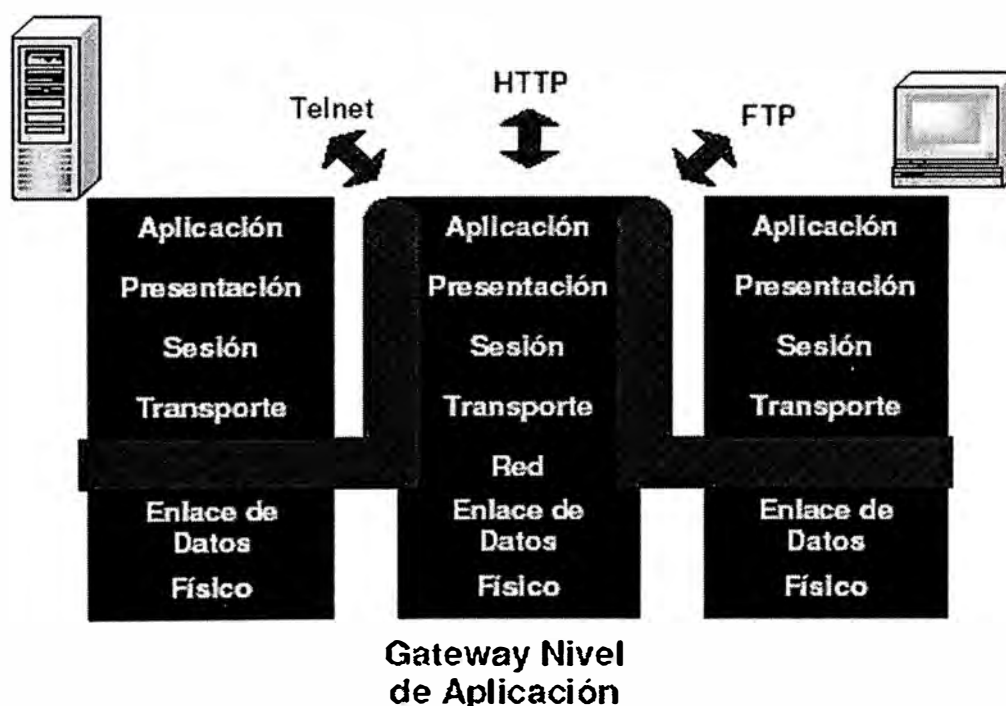 Telnet
HTTP
FTP
Aplicación
Presentación
Sesión
Transporte
Enlace de
Datos
Físico
Aplicación
Presentación
Sesión
Transporte
Red
Enlace de
Datos
Físico
Aplicación
Presentación
Sesión
Transporte
Enlace de
Datos
Físico
Gateway Nivel
de Aplicación